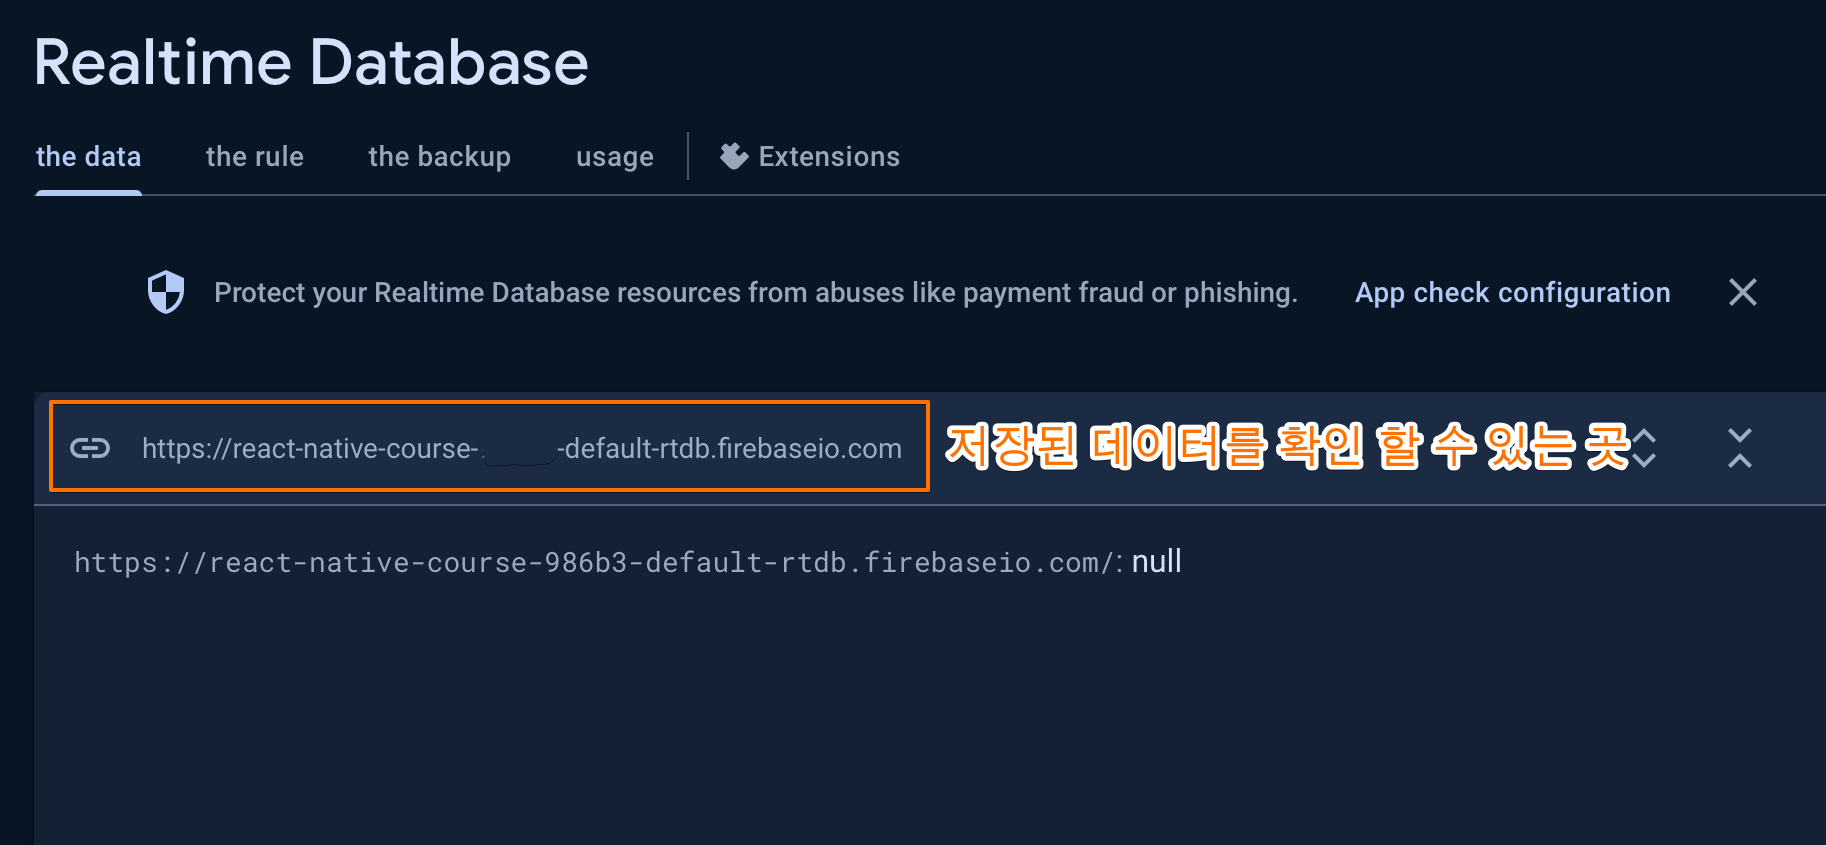 Realtime Database
the data the rule the backup usage Extensions
Protect your Realtime Database resources from abuses like payment fraud or phishing. App check configuration
https://react-native-course- -default-rtdb.firebaseio.com 저장된 데이터를 확인 할 수 있는 곳
https://react-native-course-986b3-default-rtdb.firebaseio.com/: null